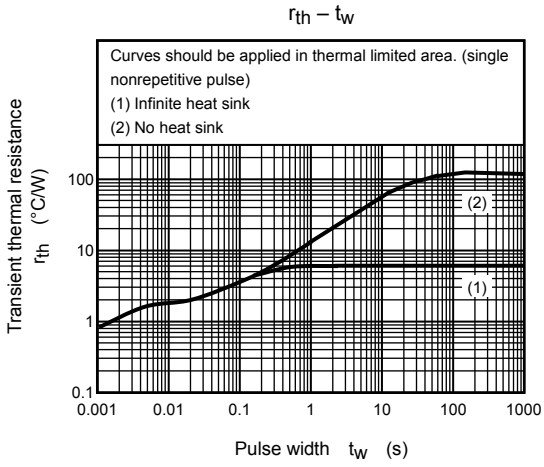 rth – tw
Curves should be applied in thermal limited area. (single
nonrepetitive pulse)
(1) Infinite heat sink
(2) No heat sink
Transient thermal resistance
rth (°C/W)
100
10
1
0.1
(2)
(1)
0.001 0.01 0.1 1 10 100 1000
Pulse width tw (s)